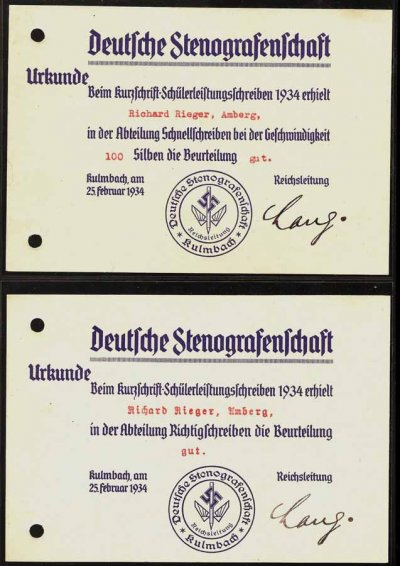 Deutsche Stenografenschaft
Urkunde
Beim Kurzschrift-Schülerleistungsschreiben 1934 erhielt
Richard Rieger, Amberg,
in der Abteilung Schnellschreiben bei der Geschwindigkeit
100 Silben die Beurteilung gut.
Kulmbach, am
25. Februar 1934
Reichsleitung
Deutsche Stenografenschaft
Reichsleitung
* Kulmbach *
Lang.
Deutsche Stenografenschaft
Urkunde
Beim Kurzschrift-Schülerleistungsschreiben 1934 erhielt
Richard Rieger, Amberg,
in der Abteilung Richtigschreiben die Beurteilung
gut.
Kulmbach, am
25. Februar 1934
Reichsleitung
Deutsche Stenografenschaft
Reichsleitung
* Kulmbach *
Lang.